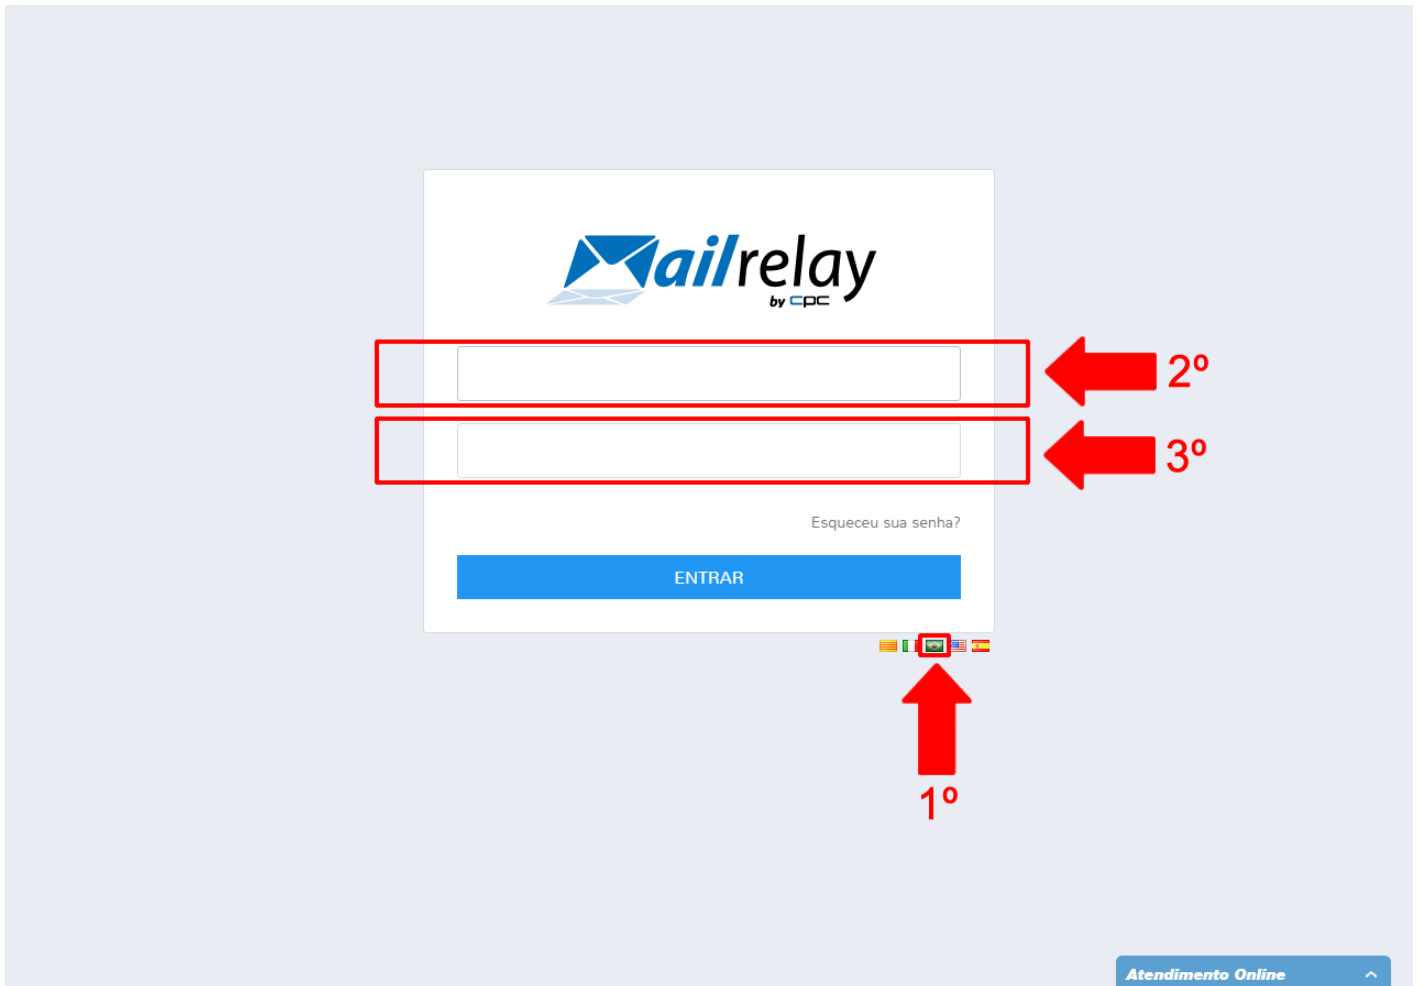 Mailrelay
by cpc
2º
3º
Esqueceu sua senha?
ENTRAR
1º
Atendimento Online